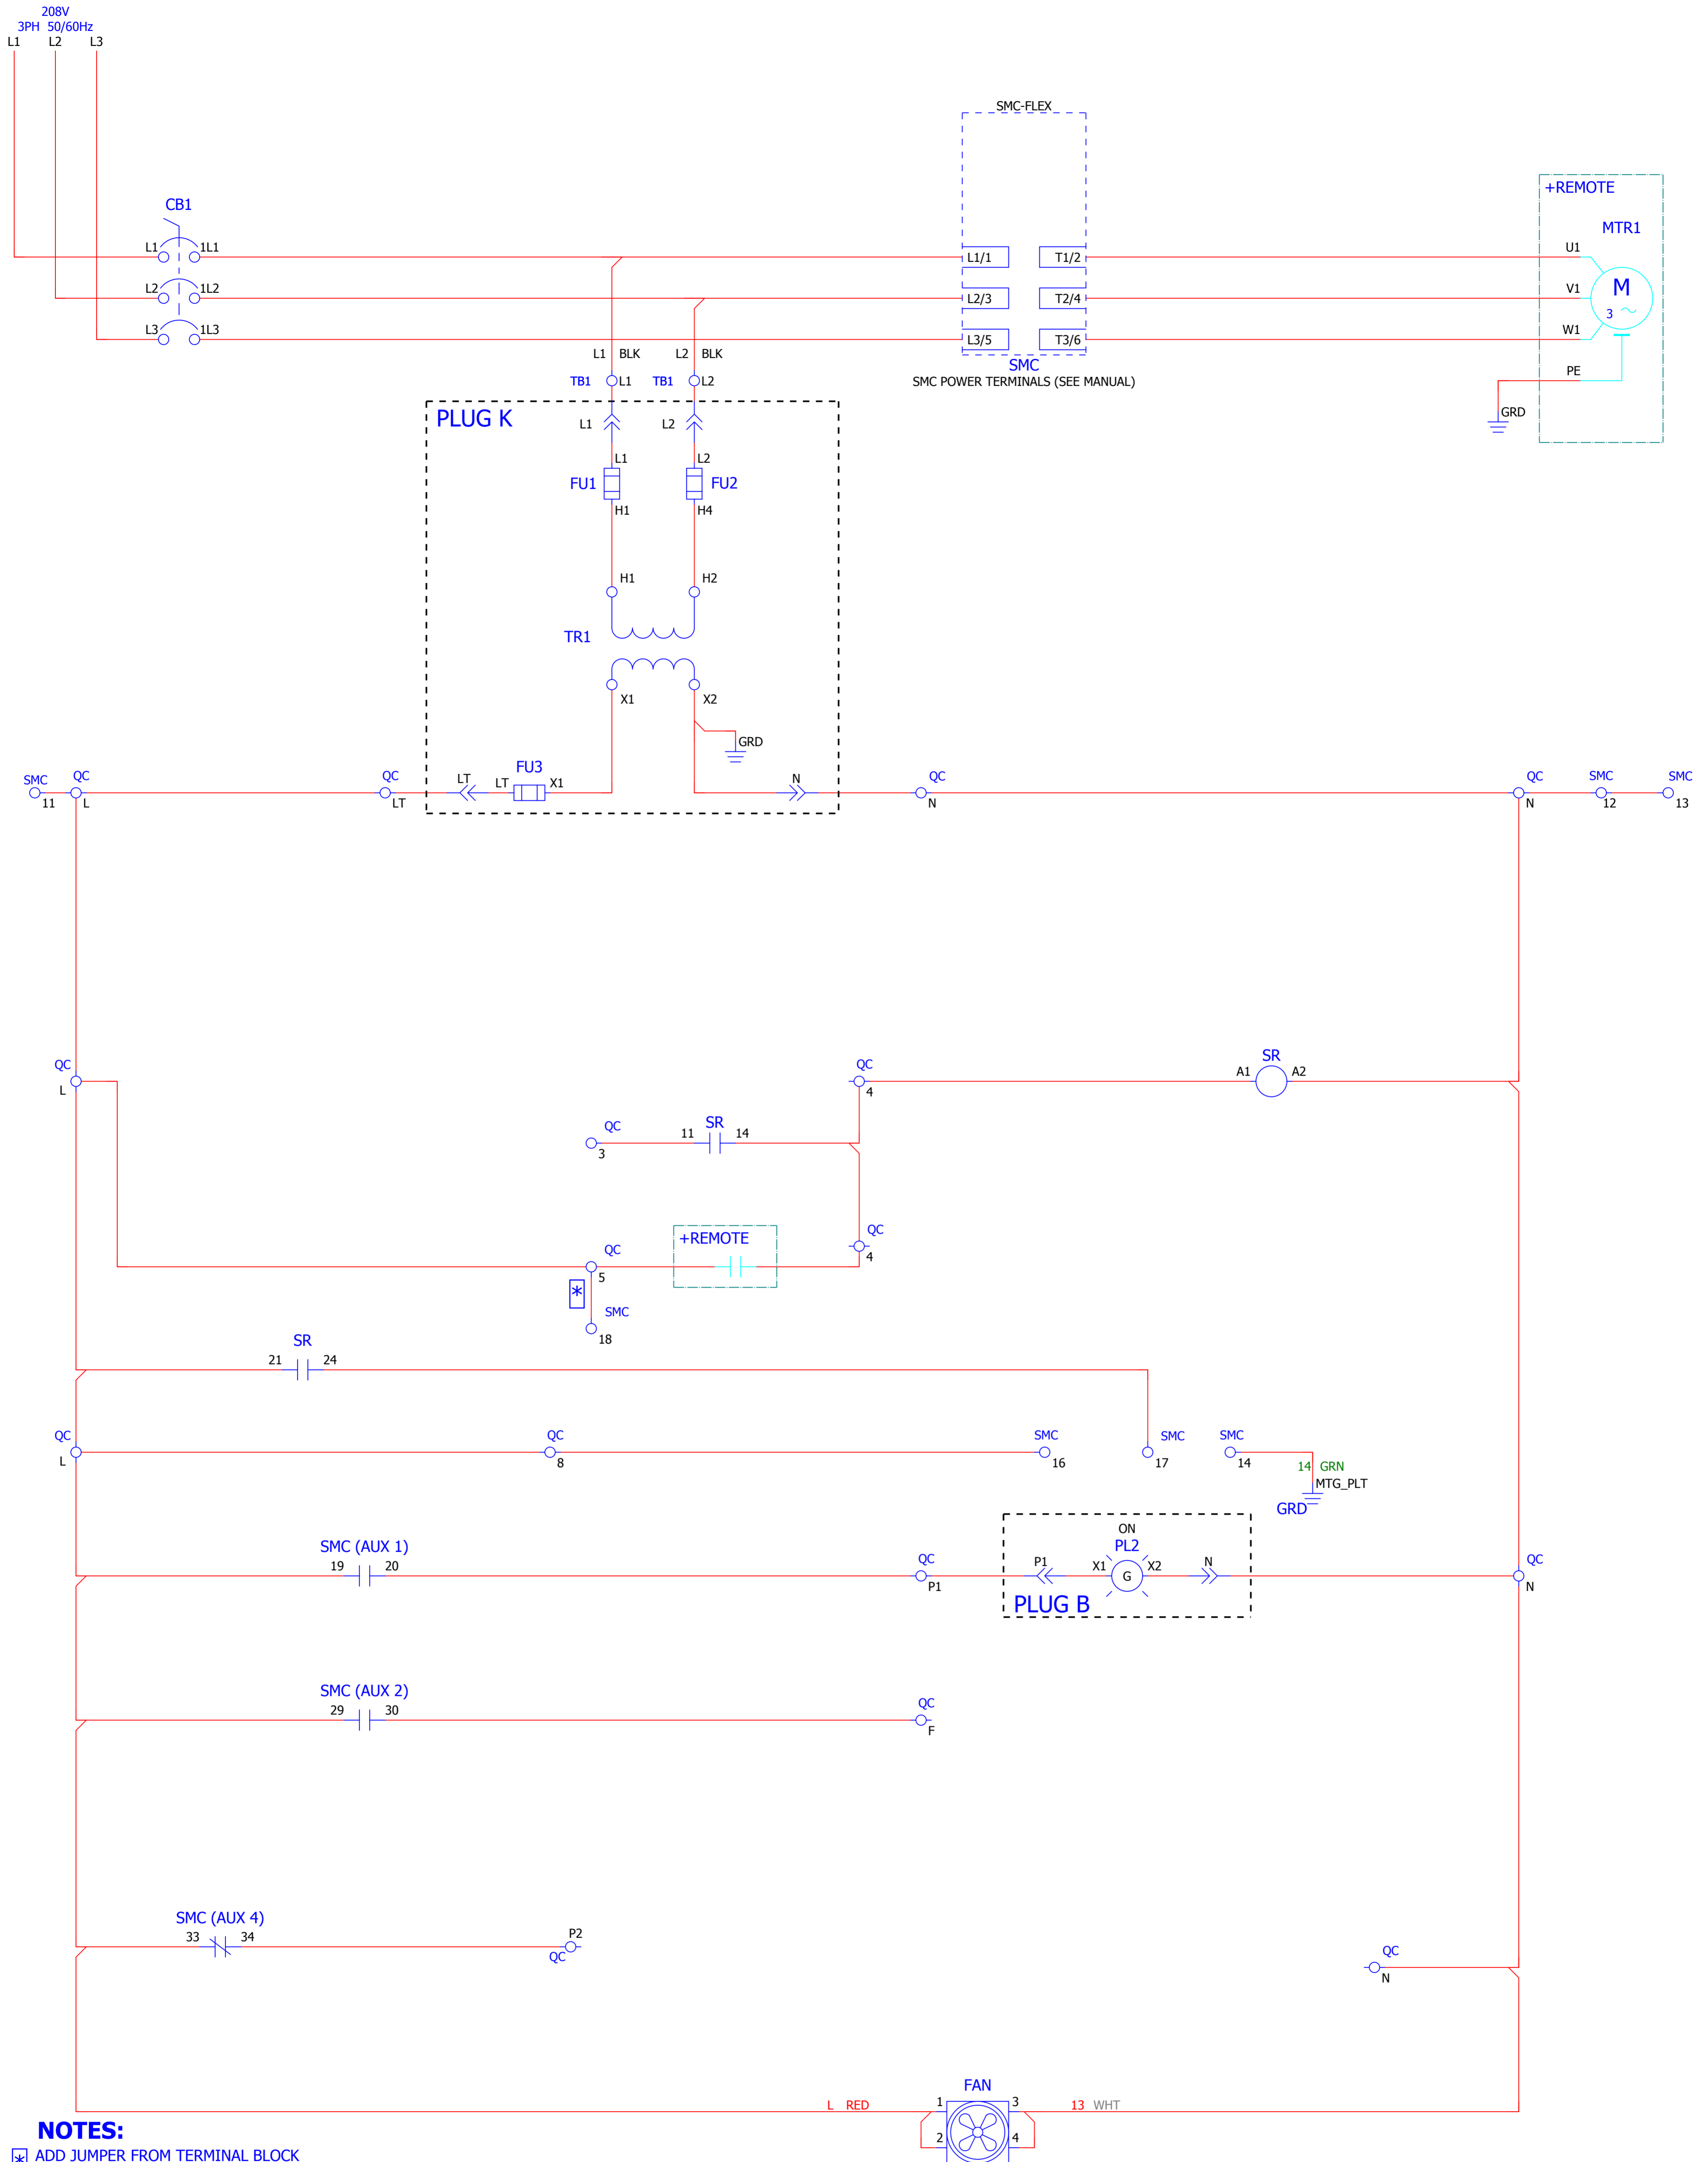 208V
3PH 50/60Hz
L1 L2 L3
SMC-FLEX
+REMOTE
CB1
MTR1
L1 1L1 L1/1 T1/2 U1
L2 1L2 L2/3 T2/4 V1
M
3
L3 1L3 L3/5 T3/6 W1
L1 BLK L2 BLK
SMC
PE
TB1 L1 TB1 L2
SMC POWER TERMINALS (SEE MANUAL)
PLUG K
L1 L2
GRD
L1 L2
FU1 FU2
H1 H4
H1 H2
TR1
X1 X2
GRD
FU3
SMC QC QC LT LT X1 N QC QC SMC SMC
11 L LT N N 12 13
QC QC SR
L 4 A1 A2
QC SR
3 11 14
QC
4
+REMOTE
QC
5
*
SMC
18
SR
21 24
QC QC SMC SMC SMC
L 8 16 17 14
14 GRN
MTG_PLT
GRD
ON
SMC (AUX 1) PL2
19 20 QC P1 X1 G X2 N QC
P1 N
PLUG B
SMC (AUX 2)
29 30 QC
F
SMC (AUX 4)
33 34 P2
QC
QC
N
FAN
L RED 1 3 13 WHT
2 4
NOTES:
* ADD JUMPER FROM TERMINAL BLOCK